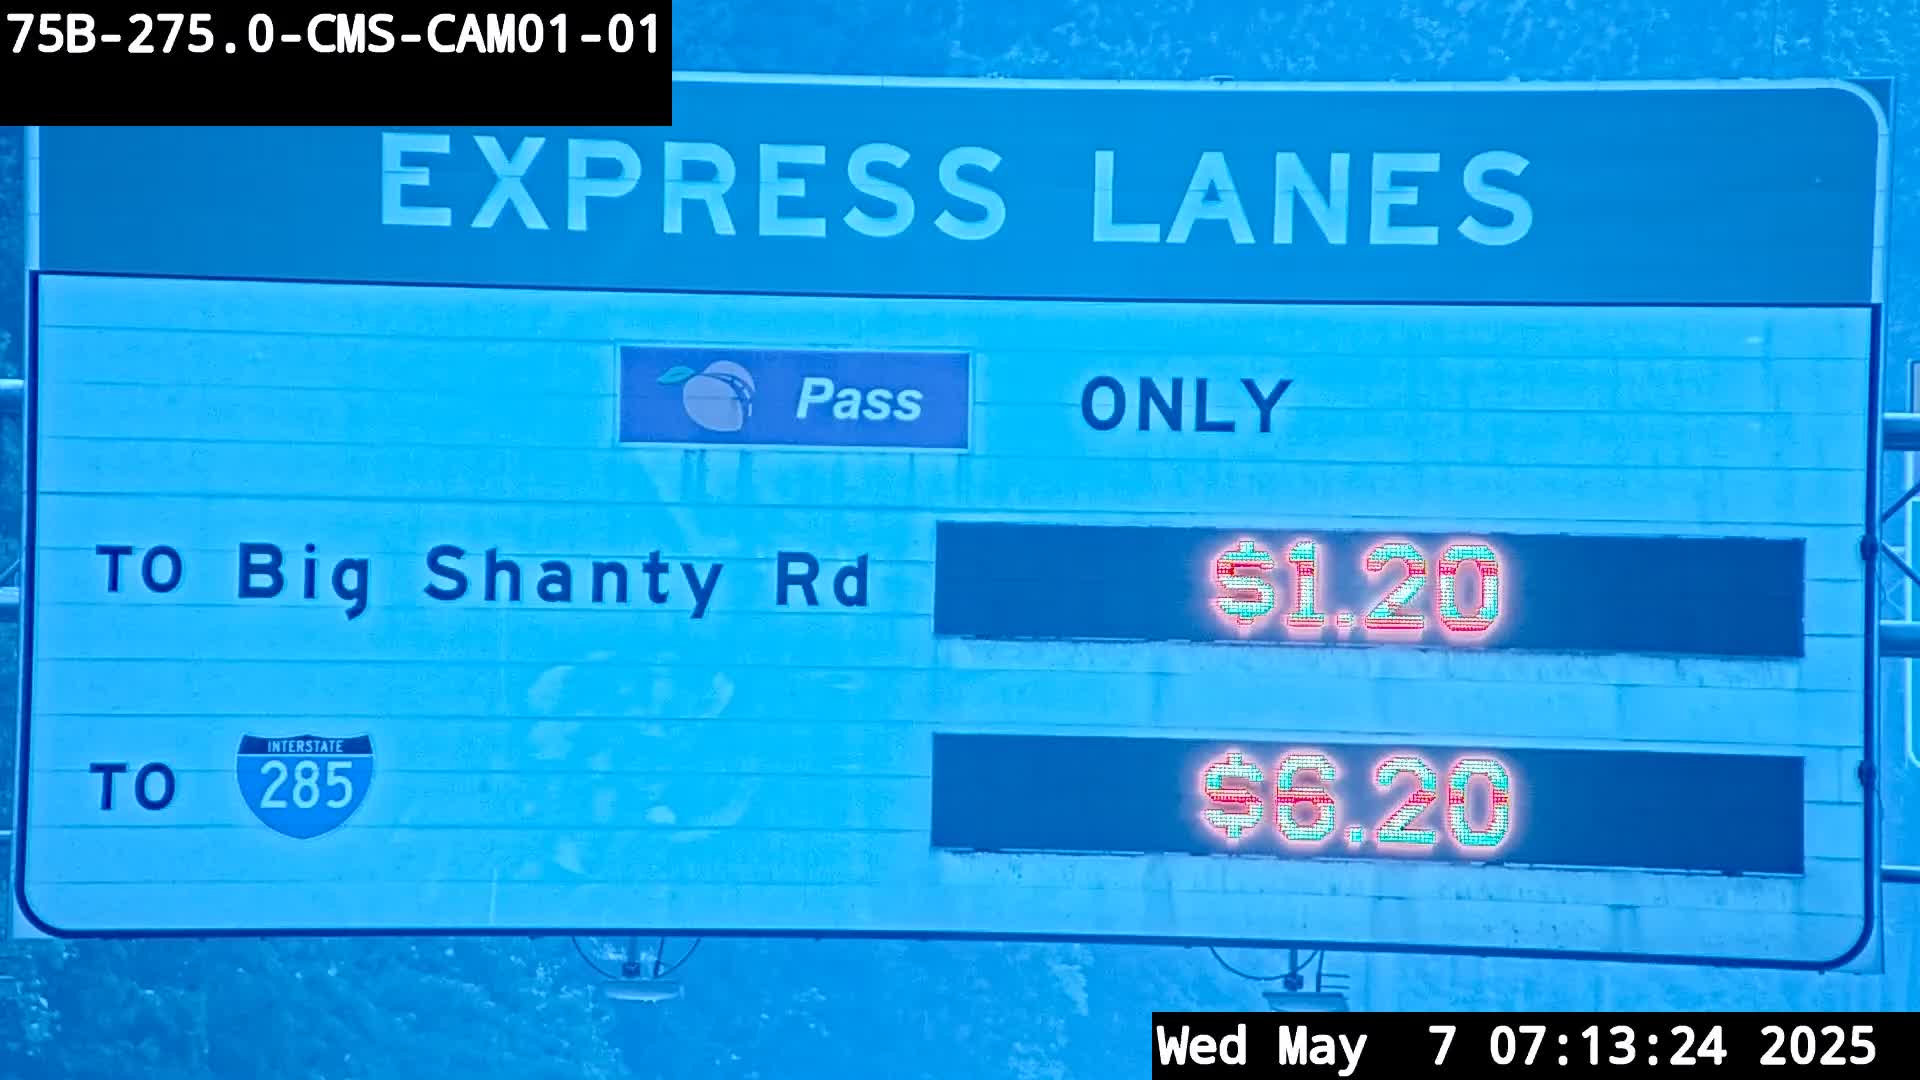 75B-275.0-CMS-CAM01-01
EXPRESS LANES
Pass ONLY
TO Big Shanty Rd $1.20
INTERSTATE
TO 285 $6.20
Wed May 7 07:13:24 2025